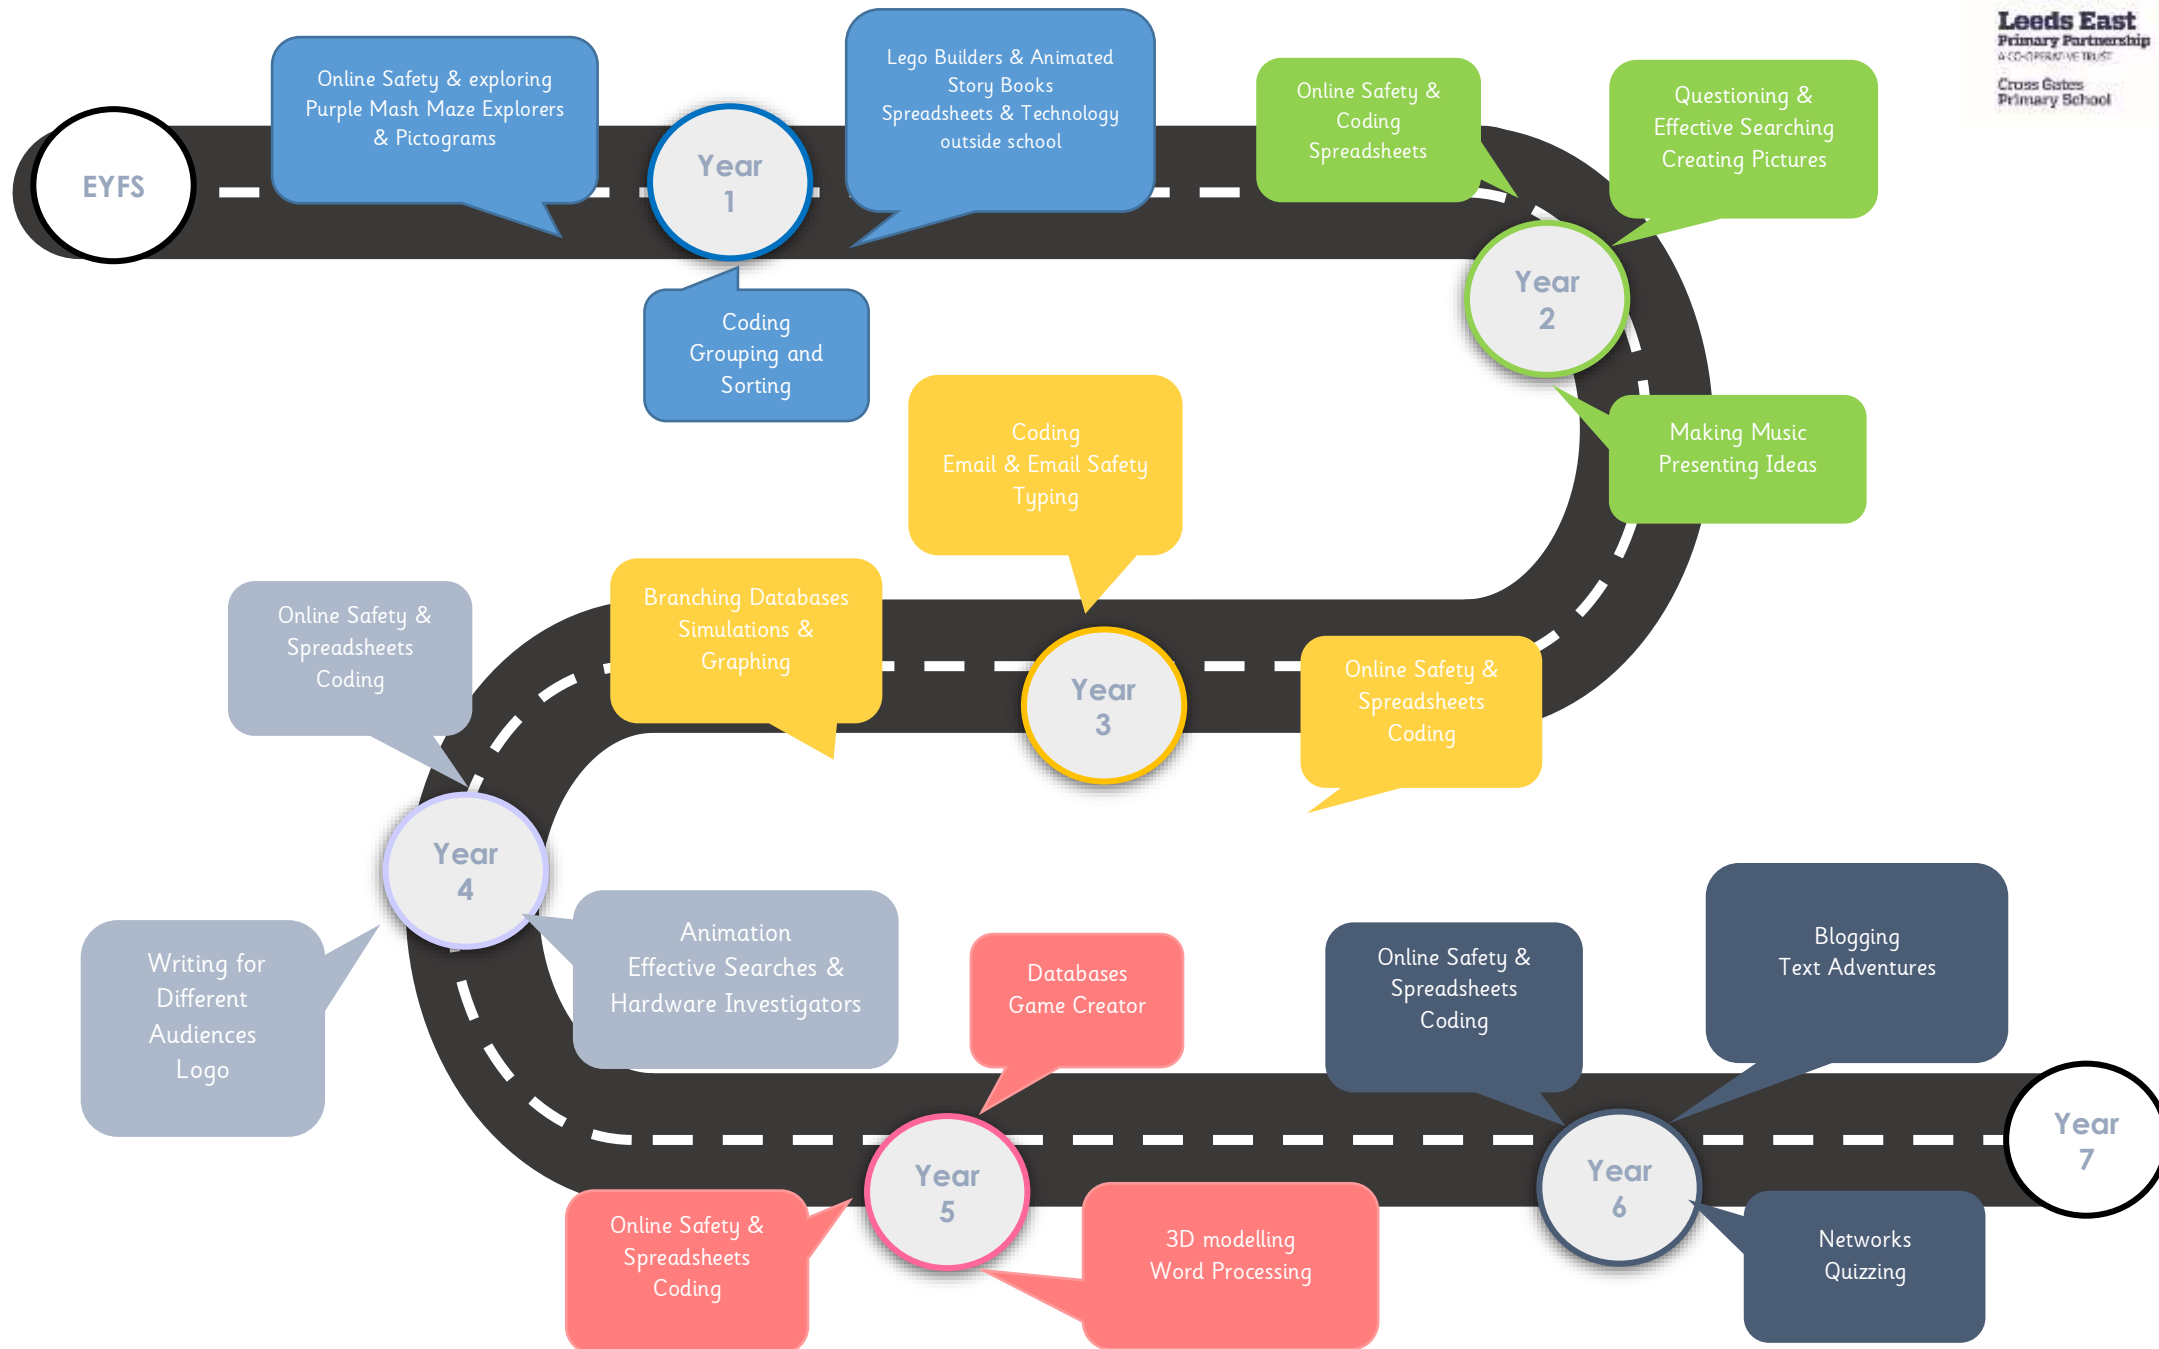 Leeds East
Primary Partnership
A CO-OPERATIVE TRUST
Cross Gates
Primary School
EYFS
Online Safety & exploring
Purple Mash Maze Explorers
& Pictograms
Year
1
Lego Builders & Animated
Story Books
Spreadsheets & Technology
outside school
Coding
Grouping and
Sorting
Online Safety &
Coding
Spreadsheets
Questioning &
Effective Searching
Creating Pictures
Year
2
Making Music
Presenting Ideas
Coding
Email & Email Safety
Typing
Online Safety &
Spreadsheets
Coding
Year
3
Branching Databases
Simulations &
Graphing
Online Safety &
Spreadsheets
Coding
Year
4
Writing for
Different
Audiences
Logo
Animation
Effective Searches &
Hardware Investigators
Databases
Game Creator
Year
5
Online Safety &
Spreadsheets
Coding
3D modelling
Word Processing
Online Safety &
Spreadsheets
Coding
Blogging
Text Adventures
Year
6
Networks
Quizzing
Year
7